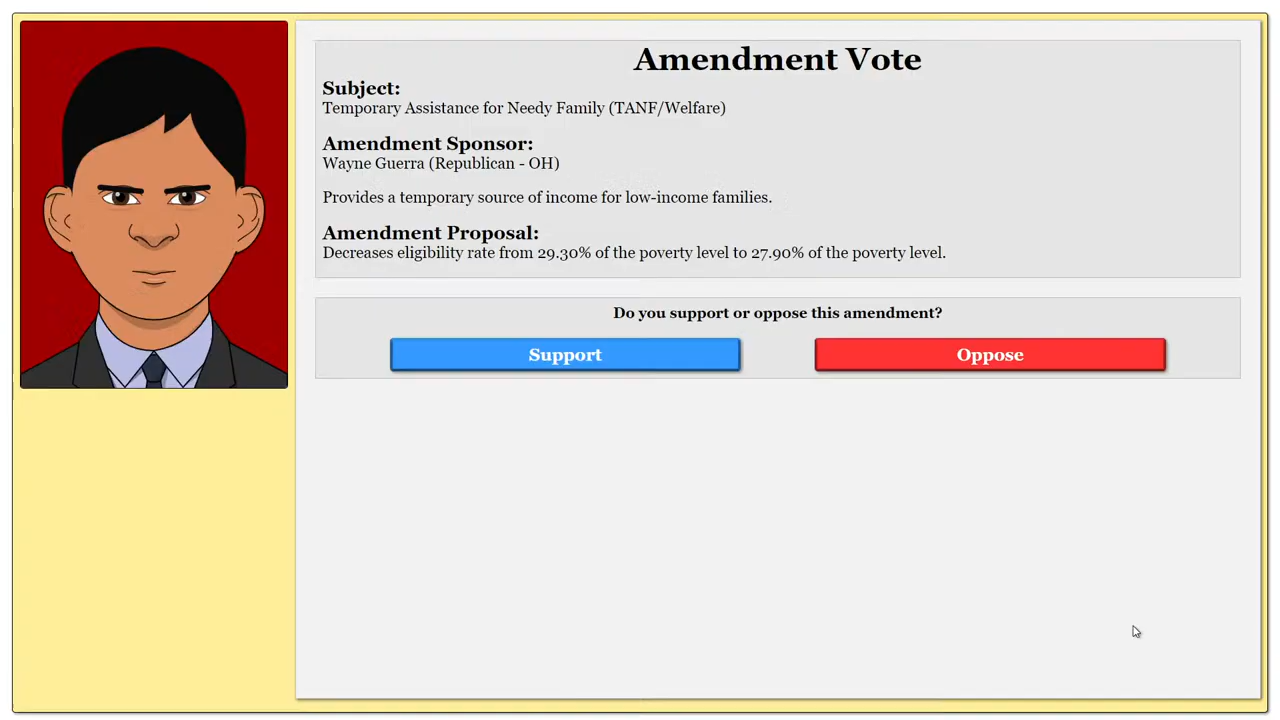 Amendment Vote
Subject:
Temporary Assistance for Needy Family (TANF/Welfare)
Amendment Sponsor:
Wayne Guerra (Republican - OH)
Provides a temporary source of income for low-income families.
Amendment Proposal:
Decreases eligibility rate from 29.30% of the poverty level to 27.90% of the poverty level.
Do you support or oppose this amendment?
Support
Oppose